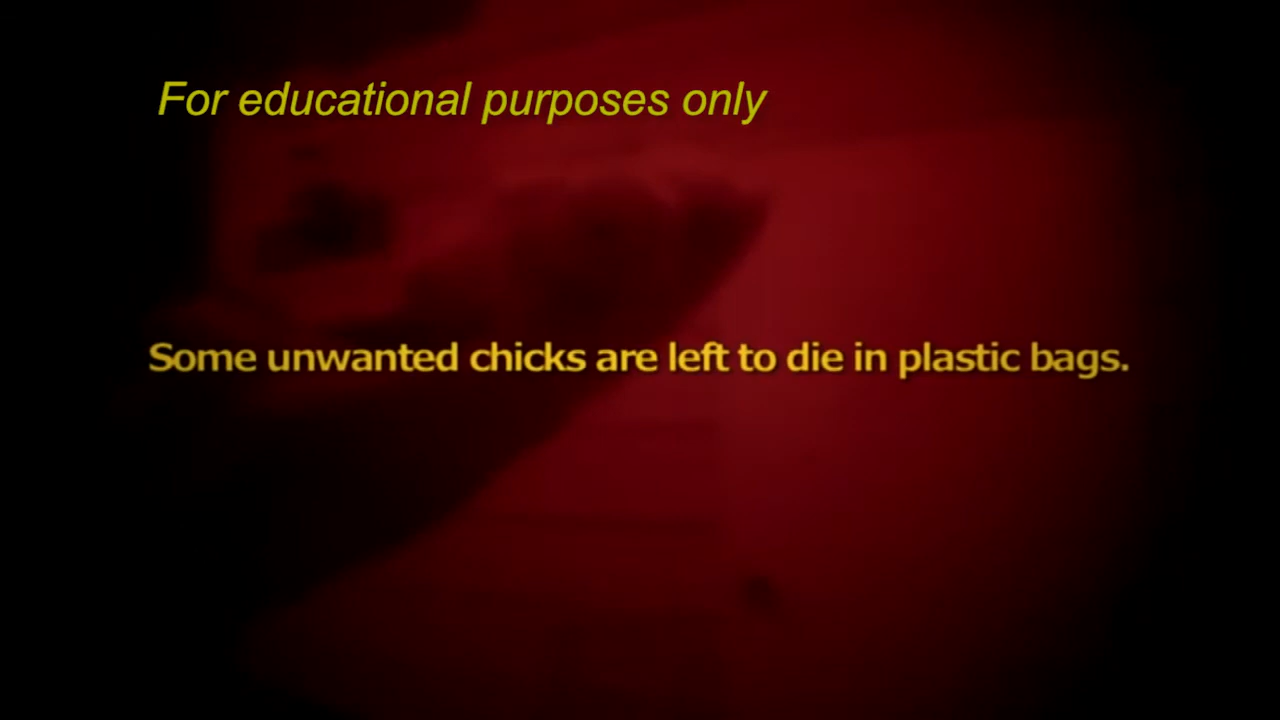 For educational purposes only
Some unwanted chicks are left to die in plastic bags.